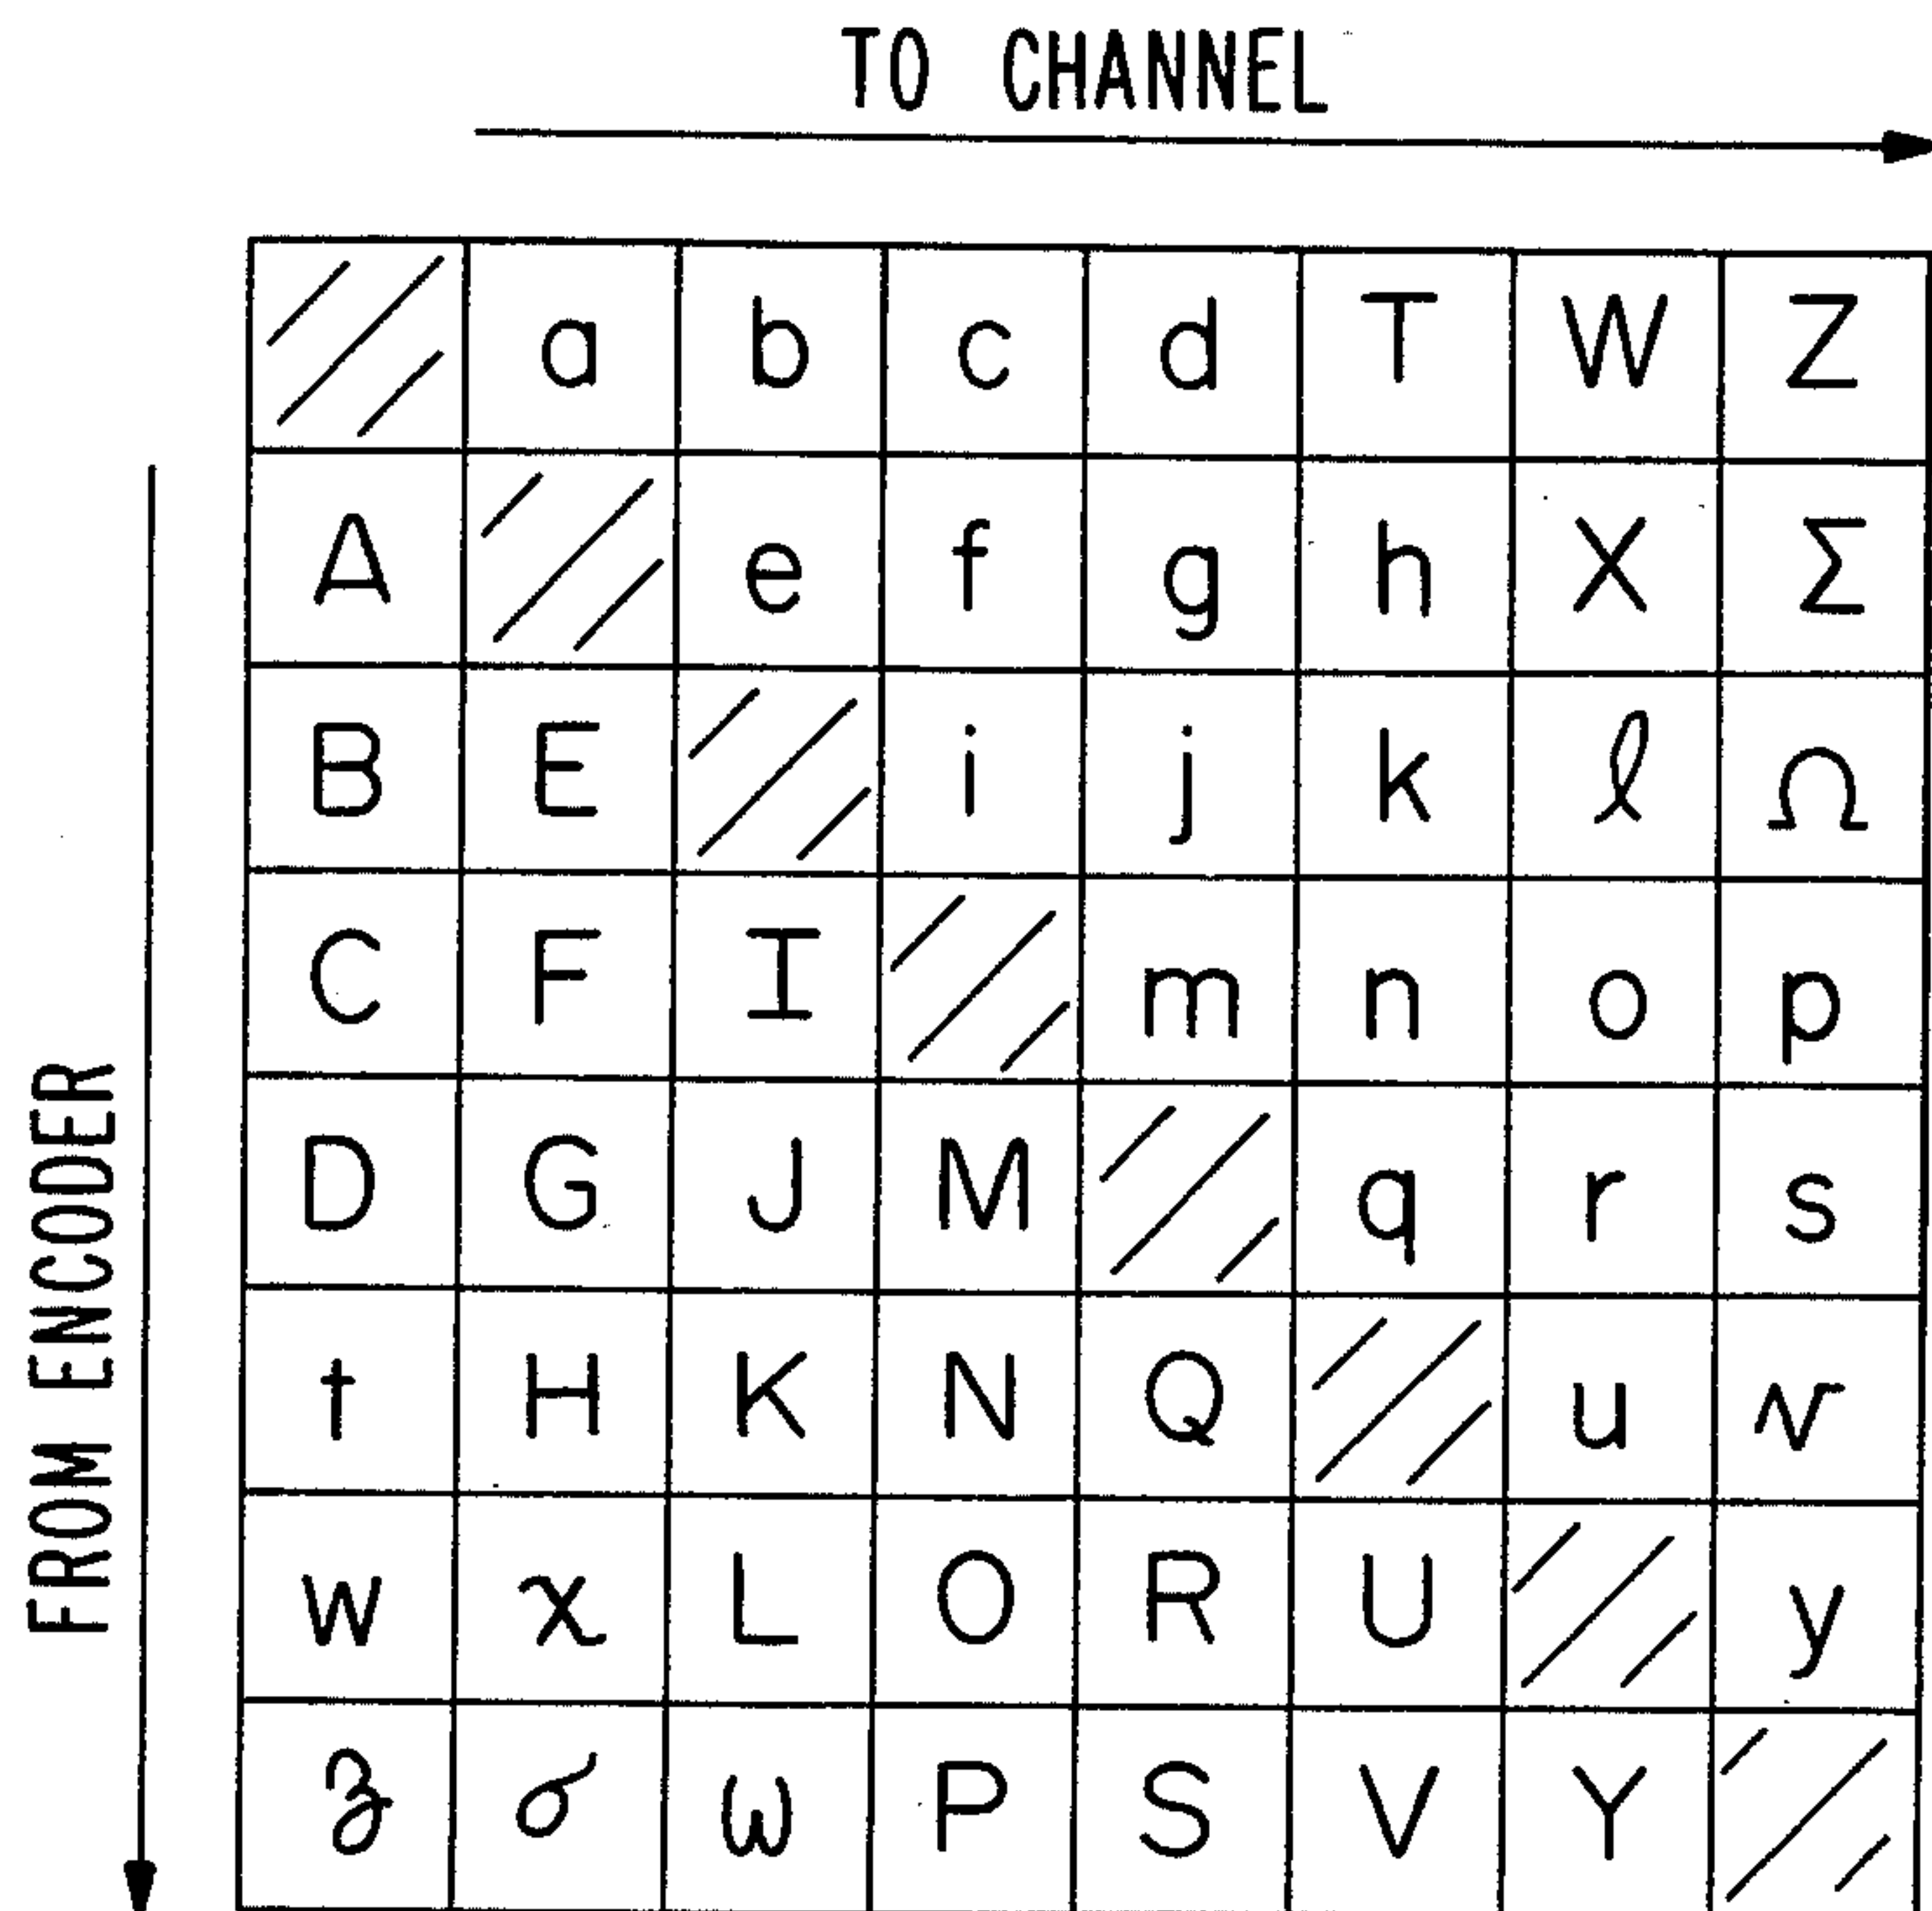 TO CHANNEL
a b c d T W Z
A e f g h X Σ
B E i j k ℓ Ω
C F I m n o p
D G J M q r s
t H K N Q u v
w x L O R U y
z σ ω P S V Y
FROM ENCODER